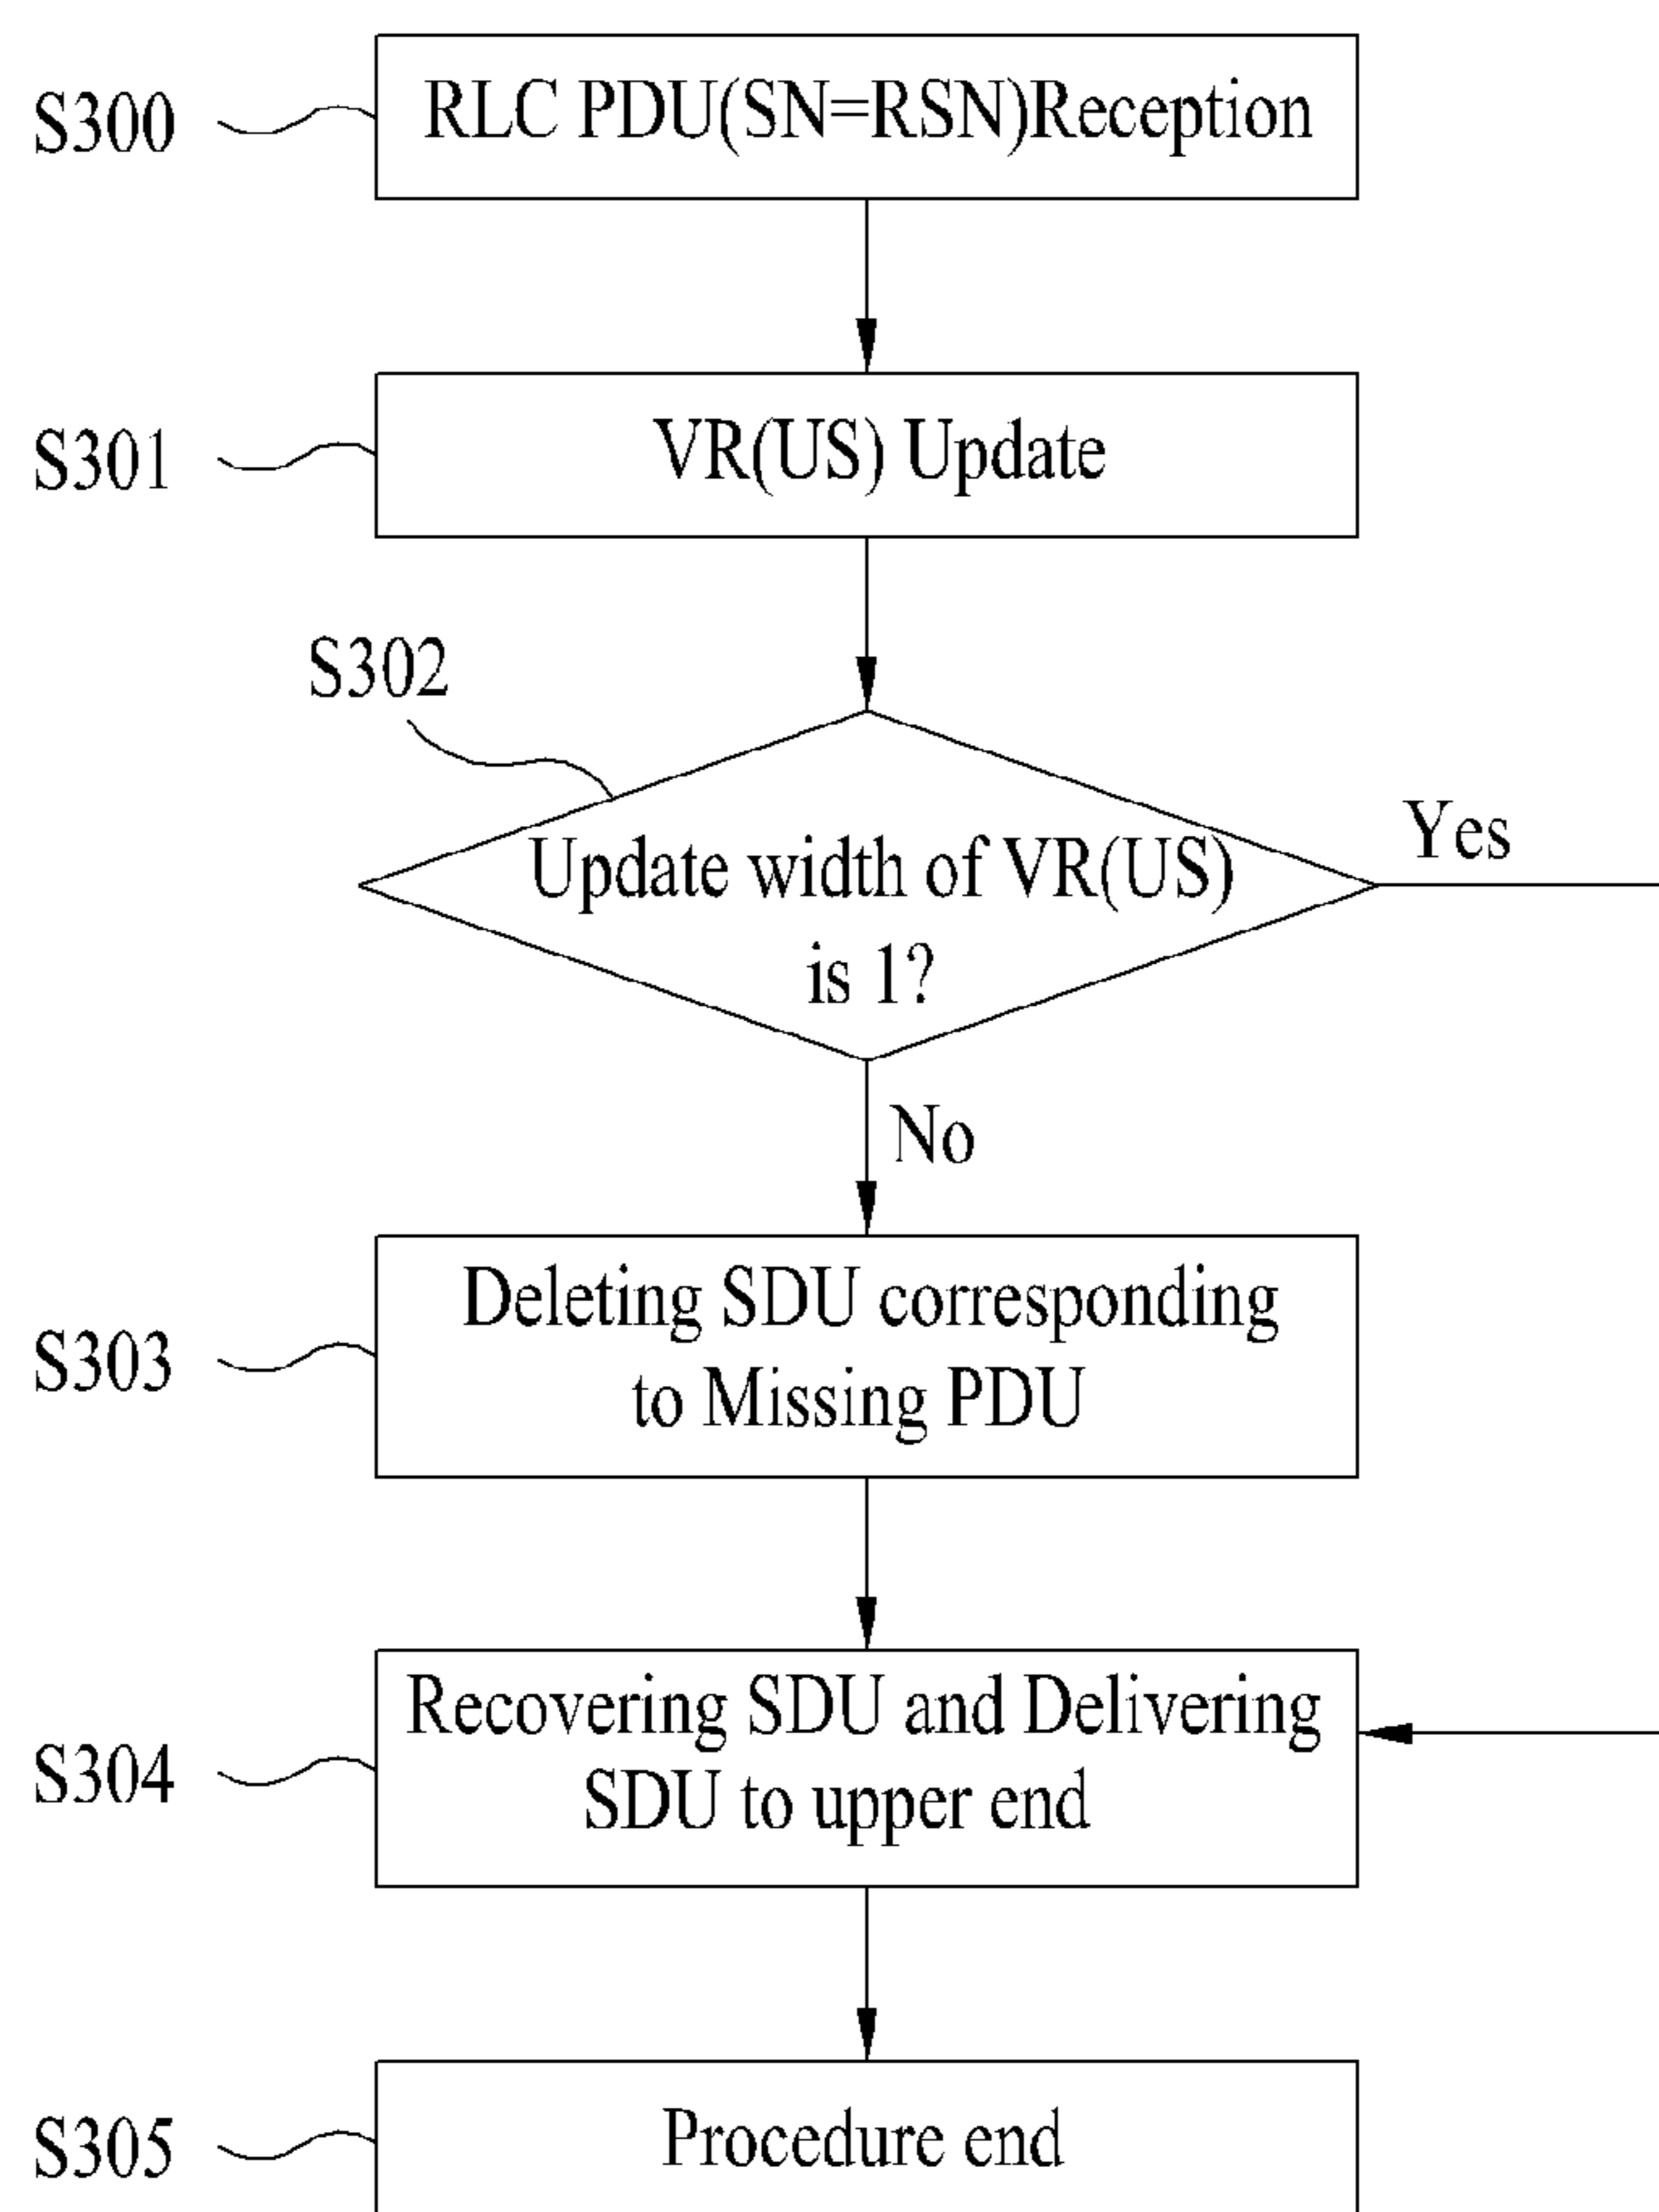 S300
RLC PDU(SN=RSN)Reception
S301
VR(US) Update
S302
Update width of VR(US)
is 1?
Yes
No
S303
Deleting SDU corresponding
to Missing PDU
S304
Recovering SDU and Delivering
SDU to upper end
S305
Procedure end